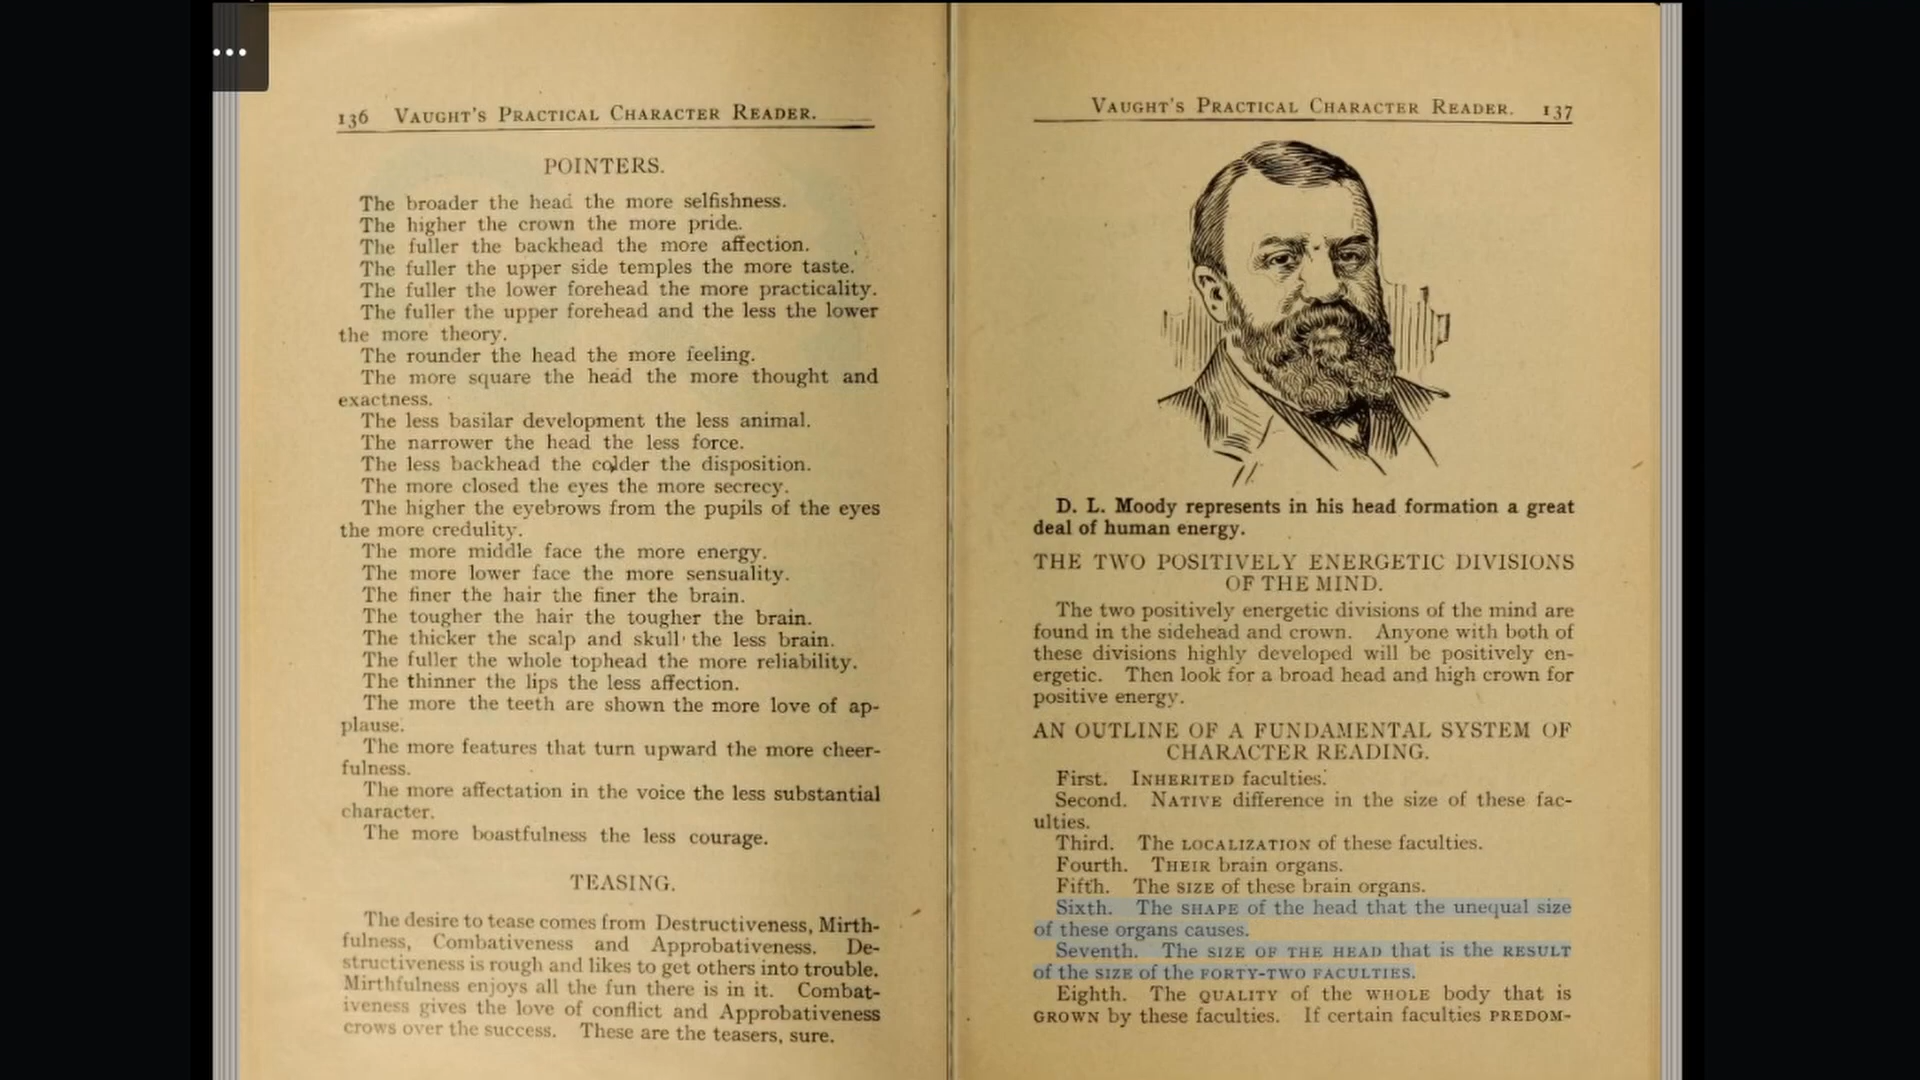 136 VAUGHT'S PRACTICAL CHARACTER READER.
POINTERS.
The broader the head the more selfishness.
The higher the crown the more pride.
The fuller the backhead the more affection.
The fuller the upper side temples the more taste.
The fuller the lower forehead the more practicality.
The fuller the upper forehead and the less the lower
the more theory.
The rounder the head the more feeling.
The more square the head the more thought and
exactness.
The less basilar development the less animal.
The narrower the head the less force.
The less backhead the colder the disposition.
The more closed the eyes the more secrecy.
The higher the eyebrows from the pupils of the eyes
the more credulity.
The more middle face the more energy.
The more lower face the more sensuality.
The finer the hair the finer the brain.
The tougher the hair the tougher the brain.
The thicker the scalp and skull the less brain.
The fuller the whole tophead the more reliability.
The thinner the lips the less affection.
The more the teeth are shown the more love of ap-
plause.
The more features that turn upward the more cheer-
fulness.
The more affectation in the voice the less substantial
character.
The more boastfulness the less courage.
TEASING.
The desire to tease comes from Destructiveness, Mirth-
fulness, Combativeness and Approbativeness. De-
structiveness is rough and likes to get others into trouble.
Mirthfulness enjoys all the fun there is in it. Combat-
iveness gives the love of conflict and Approbativeness
crows over the success. These are the teasers, sure.
VAUGHT'S PRACTICAL CHARACTER READER. 137
D. L. Moody represents in his head formation a great
deal of human energy.
THE TWO POSITIVELY ENERGETIC DIVISIONS
OF THE MIND.
The two positively energetic divisions of the mind are
found in the sidehead and crown. Anyone with both of
these divisions highly developed will be positively en-
ergetic. Then look for a broad head and high crown for
positive energy.
AN OUTLINE OF A FUNDAMENTAL SYSTEM OF
CHARACTER READING.
First. INHERITED faculties.
Second. NATIVE difference in the size of these fac-
ulties.
Third. The LOCALIZATION of these faculties.
Fourth. THEIR brain organs.
Fifth. The SIZE of these brain organs.
Sixth. The SHAPE of the head that the unequal size
of these organs causes.
Seventh. The SIZE OF THE HEAD that is the RESULT
of the SIZE of the FORTY-TWO FACULTIES.
Eighth. The QUALITY of the WHOLE body that is
GROWN by these faculties. If certain faculties PREDOM-